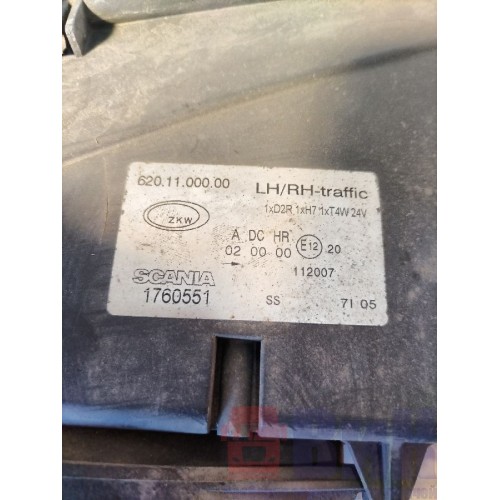 620.11.000.00 LH/RH-traffic
1xD2R,1xH7,1xT4W 24V
ZKW
A DC HR
02 00 00 E12 20
→ 112007
SCANIA
1760551 SS 71 05